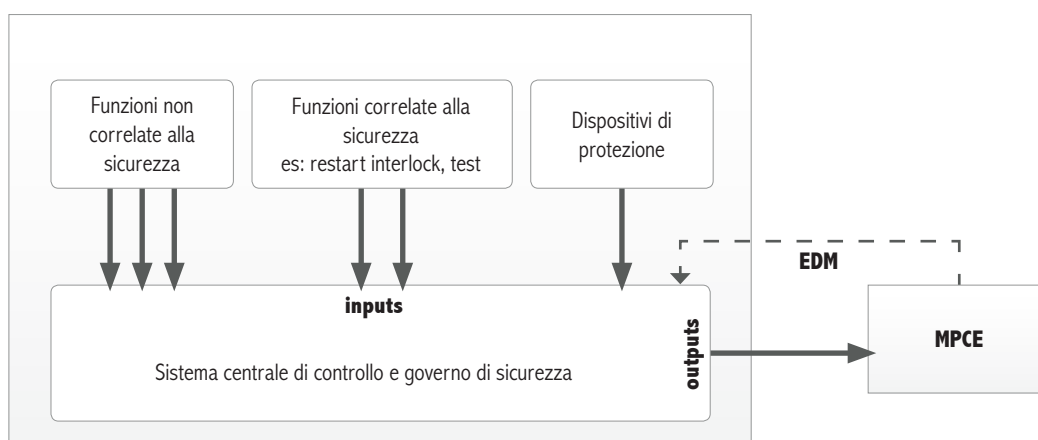 Funzioni non
correlate alla
sicurezza
Funzioni correlate alla
sicurezza
es: restart interlock, test
Dispositivi di
protezione
EDM
inputs
outputs
MPCE
Sistema centrale di controllo e governo di sicurezza